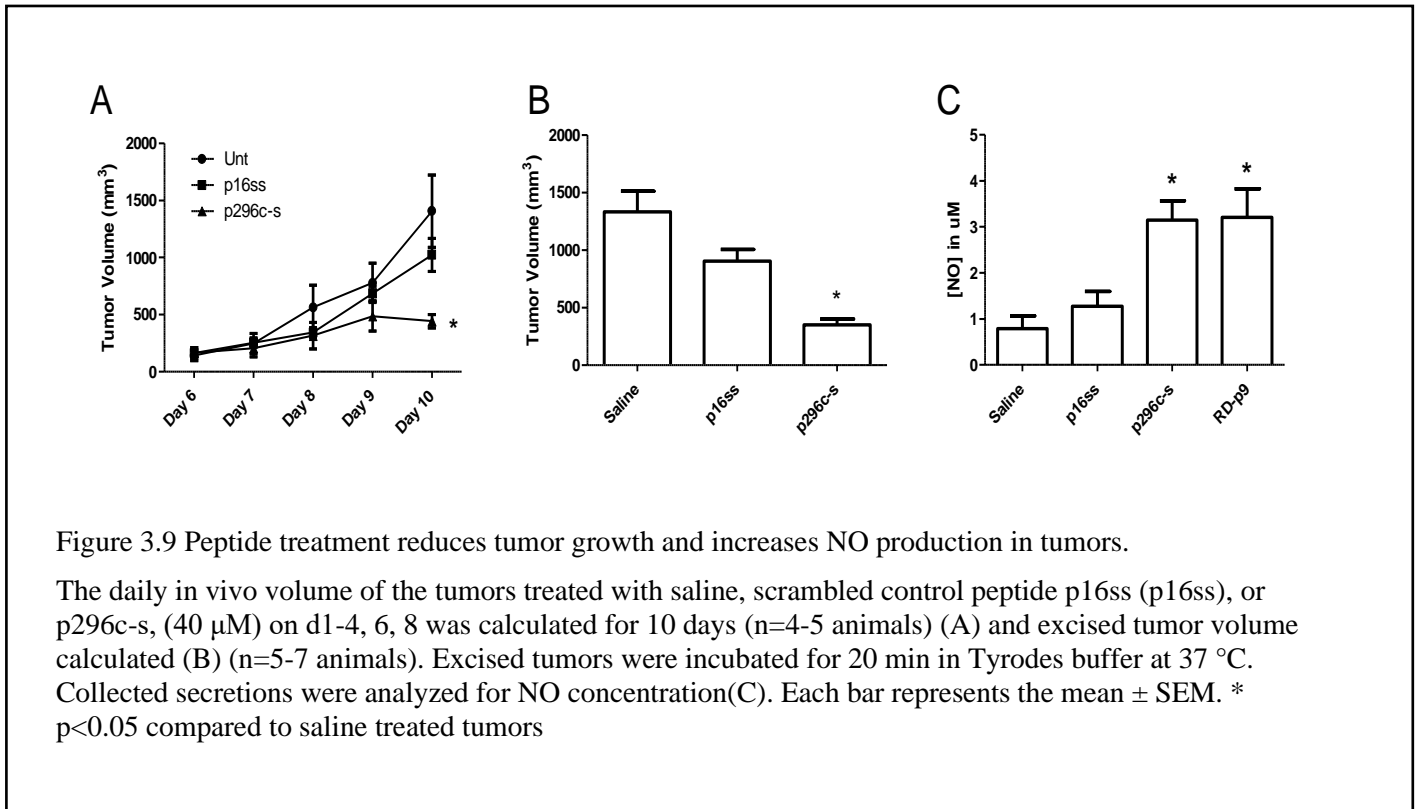 A
Tumor Volume (mm³)
2000
1500
1000
500
0
Unt
p16ss
p296c-s
*
Day 6
Day 7
Day 8
Day 9
Day 10
B
Tumor Volume (mm³)
2000
1500
1000
500
0
*
Saline
p16ss
p296c-s
C
[NO] in uM
5
4
3
2
1
0
*
*
Saline
p16ss
p296c-s
RD-p9
Figure 3.9 Peptide treatment reduces tumor growth and increases NO production in tumors.
The daily in vivo volume of the tumors treated with saline, scrambled control peptide p16ss (p16ss), or
p296c-s, (40 μM) on d1-4, 6, 8 was calculated for 10 days (n=4-5 animals) (A) and excised tumor volume
calculated (B) (n=5-7 animals). Excised tumors were incubated for 20 min in Tyrodes buffer at 37 °C.
Collected secretions were analyzed for NO concentration(C). Each bar represents the mean ± SEM. *
p<0.05 compared to saline treated tumors